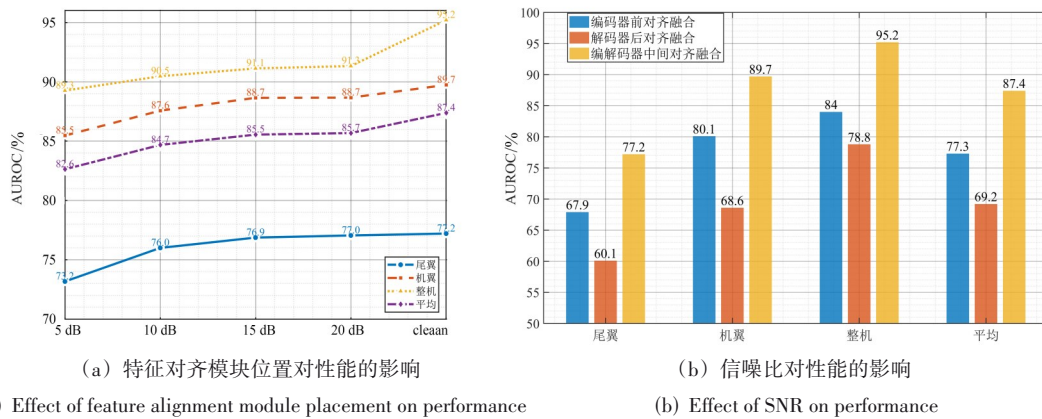 95
90
85
80
75
70
AUROC/%
89.3
90.5
91.1
91.3
95.2
85.5
87.6
88.7
88.7
89.7
82.6
84.7
85.5
85.7
87.4
73.2
76.0
76.9
77.0
77.2
尾翼
机翼
整机
平均
5 dB
10 dB
15 dB
20 dB
cleaan
(a) 特征对齐模块位置对性能的影响
) Effect of feature alignment module placement on performance
100
95
90
85
80
75
70
65
60
55
50
AUROC/%
编码器前对齐融合
解码器后对齐融合
编解码器中间对齐融合
67.9
60.1
77.2
80.1
68.6
89.7
84
78.8
95.2
77.3
69.2
87.4
尾翼
机翼
整机
平均
(b) 信噪比对性能的影响
(b) Effect of SNR on performance